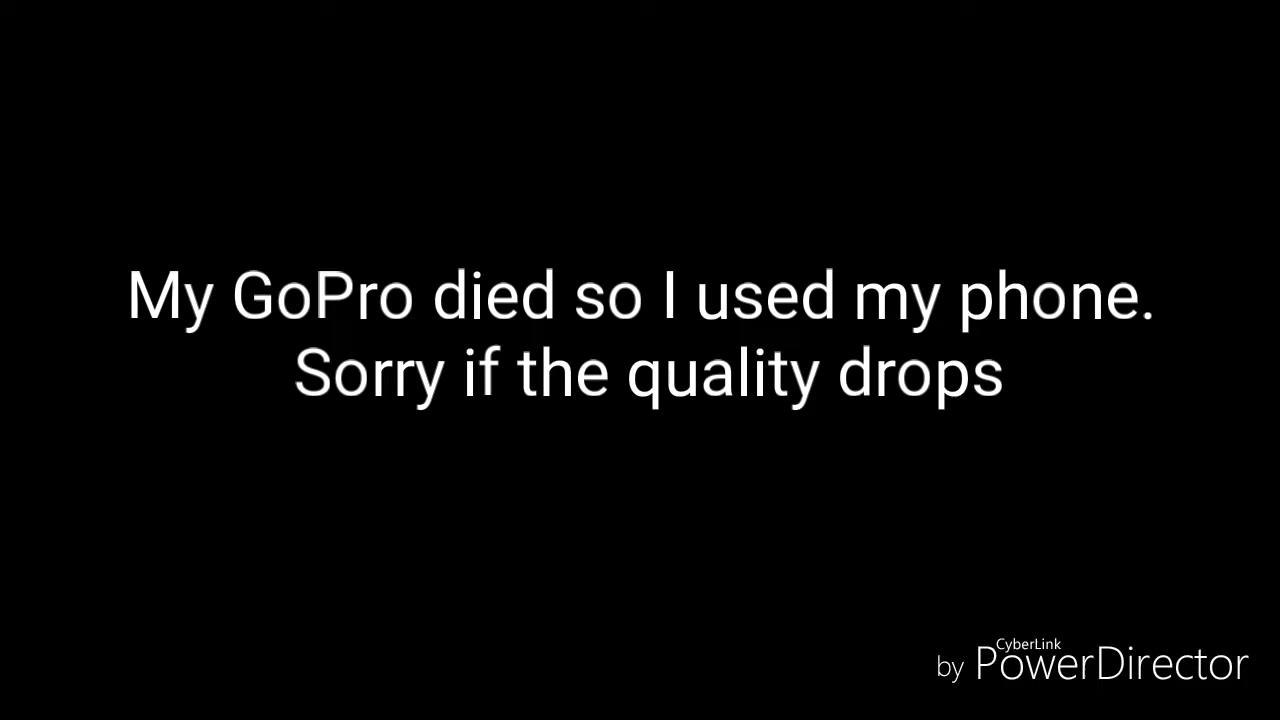 My GoPro died so I used my phone.
Sorry if the quality drops
CyberLink
by PowerDirector